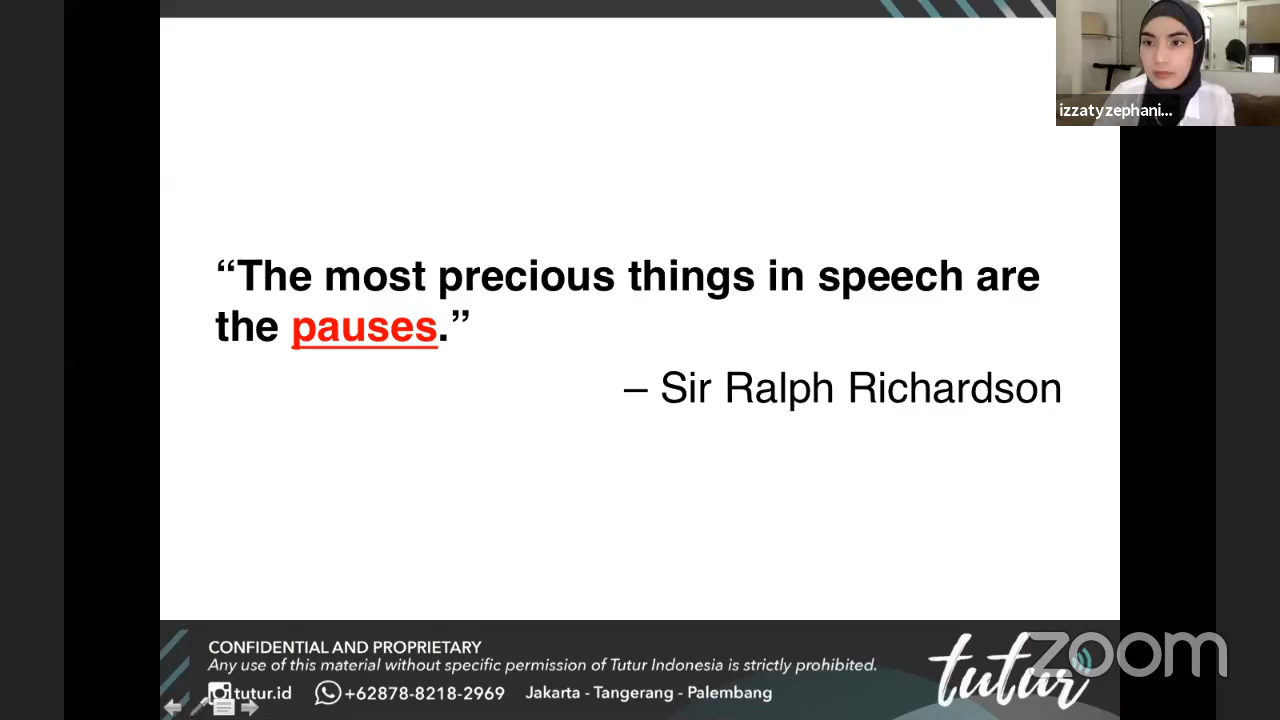 izzatyzephani...
“The most precious things in speech are
the pauses.”
– Sir Ralph Richardson
CONFIDENTIAL AND PROPRIETARY
Any use of this material without specific permission of Tutur Indonesia is strictly prohibited.
tutur.id +62878-8218-2969 Jakarta - Tangerang - Palembang
tutur
zoom